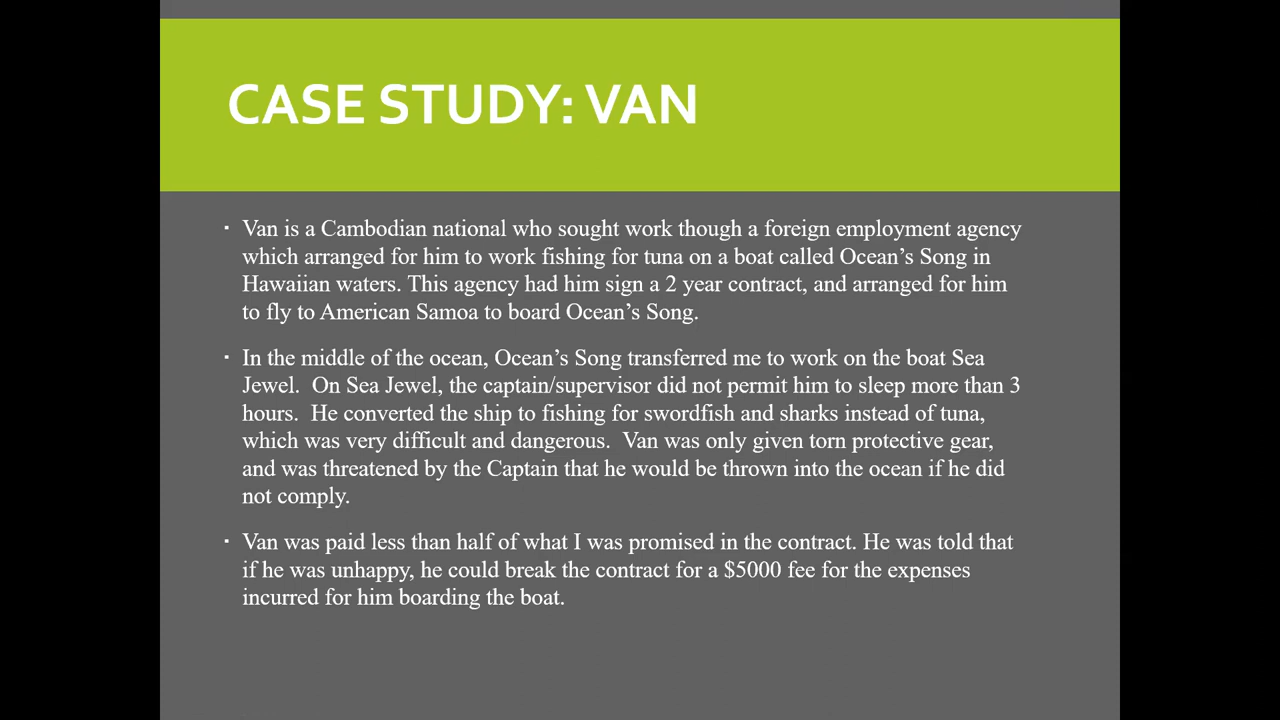 CASE STUDY: VAN
▪ Van is a Cambodian national who sought work though a foreign employment agency
which arranged for him to work fishing for tuna on a boat called Ocean’s Song in
Hawaiian waters. This agency had him sign a 2 year contract, and arranged for him
to fly to American Samoa to board Ocean’s Song.
▪ In the middle of the ocean, Ocean’s Song transferred me to work on the boat Sea
Jewel.  On Sea Jewel, the captain/supervisor did not permit him to sleep more than 3
hours.  He converted the ship to fishing for swordfish and sharks instead of tuna,
which was very difficult and dangerous.  Van was only given torn protective gear,
and was threatened by the Captain that he would be thrown into the ocean if he did
not comply.
▪ Van was paid less than half of what I was promised in the contract. He was told that
if he was unhappy, he could break the contract for a $5000 fee for the expenses
incurred for him boarding the boat.